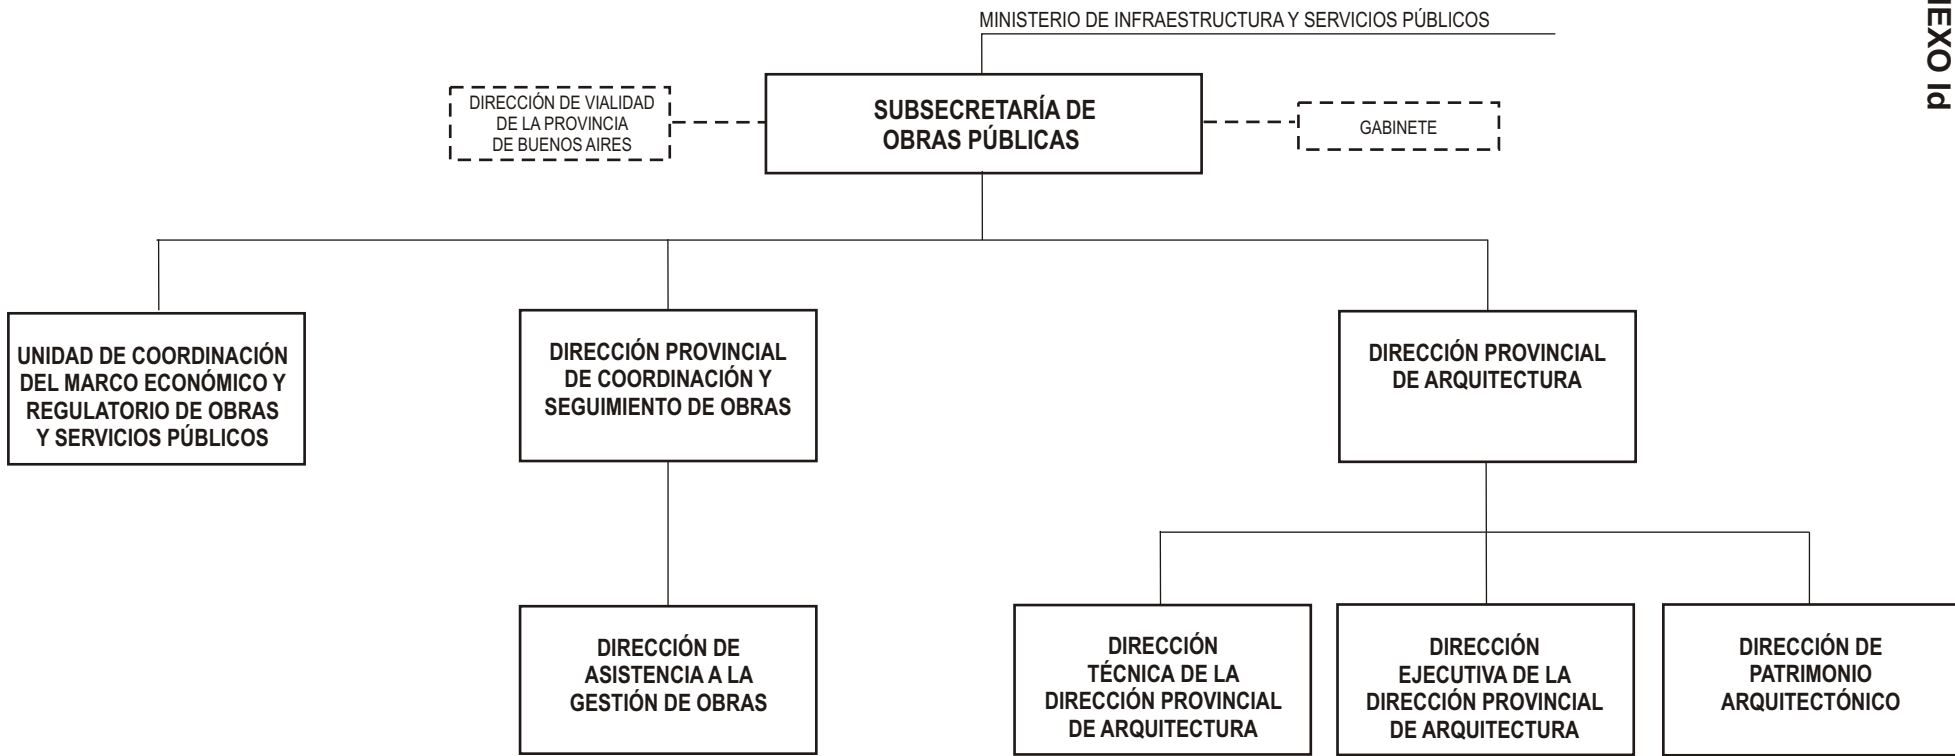 MINISTERIO DE INFRAESTRUCTURA Y SERVICIOS PÚBLICOS
DIRECCIÓN DE VIALIDAD
DE LA PROVINCIA
DE BUENOS AIRES
SUBSECRETARÍA DE
OBRAS PÚBLICAS
GABINETE
UNIDAD DE COORDINACIÓN
DEL MARCO ECONÓMICO Y
REGULATORIO DE OBRAS
Y SERVICIOS PÚBLICOS
DIRECCIÓN PROVINCIAL
DE COORDINACIÓN Y
SEGUIMIENTO DE OBRAS
DIRECCIÓN PROVINCIAL
DE ARQUITECTURA
DIRECCIÓN DE
ASISTENCIA A LA
GESTIÓN DE OBRAS
DIRECCIÓN
TÉCNICA DE LA
DIRECCIÓN PROVINCIAL
DE ARQUITECTURA
DIRECCIÓN
EJECUTIVA DE LA
DIRECCIÓN PROVINCIAL
DE ARQUITECTURA
DIRECCIÓN DE
PATRIMONIO
ARQUITECTÓNICO
Id